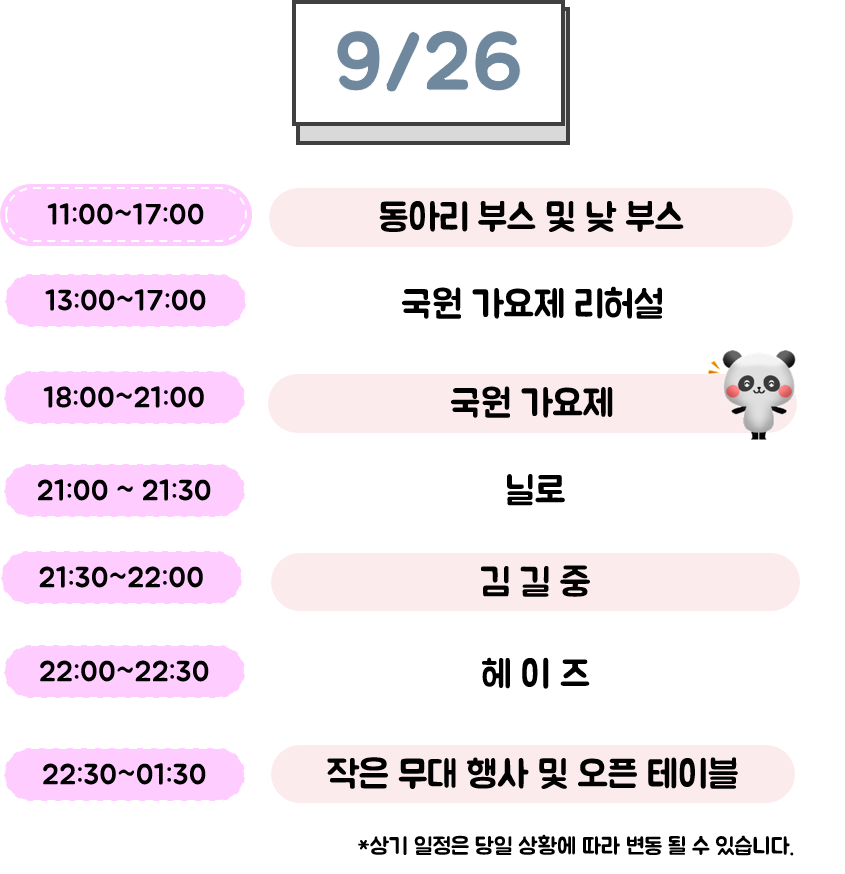 9/26
11:00~17:00 동아리 부스 및 낮 부스
13:00~17:00 국원 가요제 리허설
18:00~21:00 국원 가요제
21:00 ~ 21:30 닐로
21:30~22:00 김 길 중
22:00~22:30 헤 이 즈
22:30~01:30 작은 무대 행사 및 오픈 테이블
*상기 일정은 당일 상황에 따라 변동 될 수 있습니다.